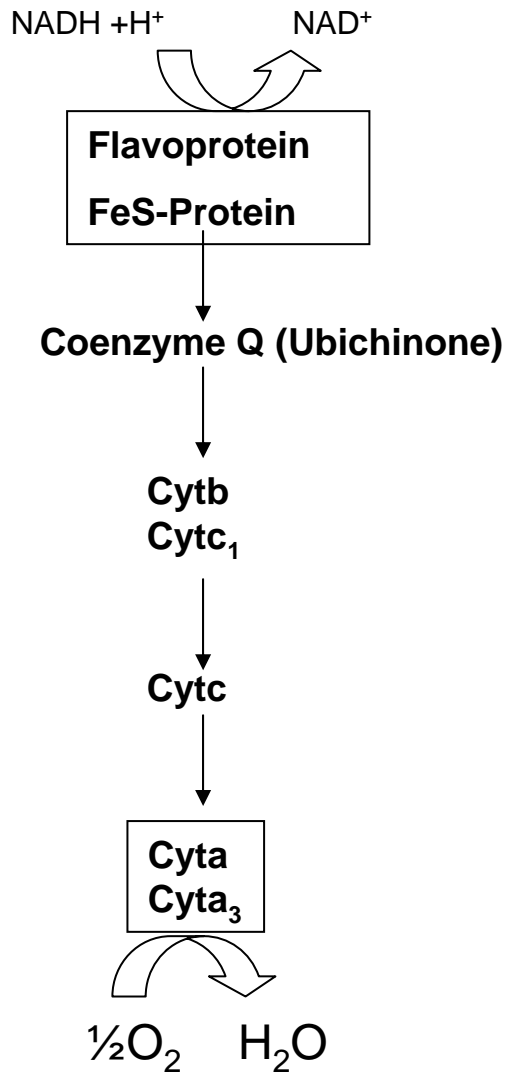 NADH +H⁺ NAD⁺
Flavoprotein
FeS-Protein
Coenzyme Q (Ubichinone)
Cytb
Cytc₁
Cytc
Cyta
Cyta₃
½O₂ H₂O